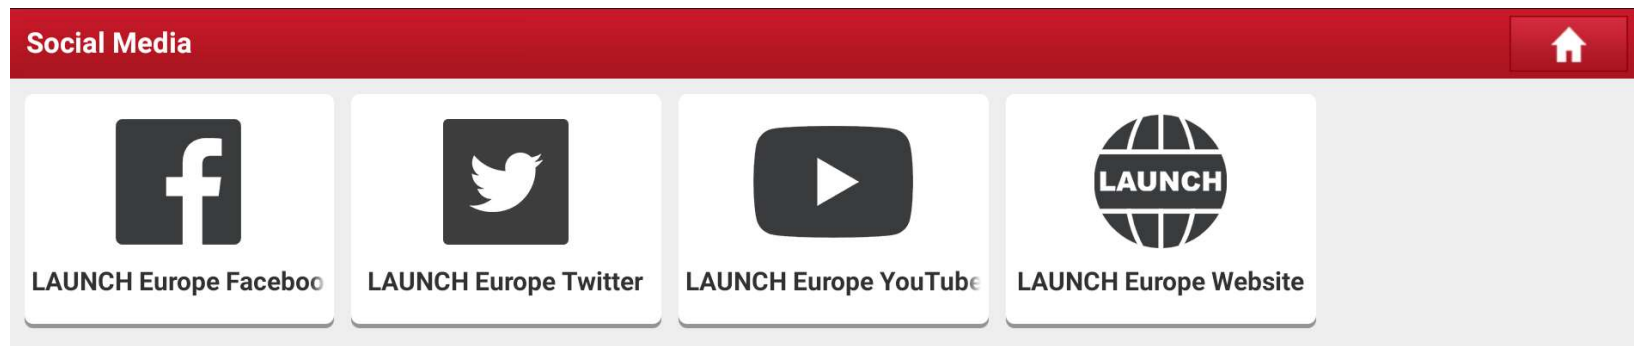 Social Media
LAUNCH
LAUNCH Europe Faceboo
LAUNCH Europe Twitter
LAUNCH Europe YouTube
LAUNCH Europe Website